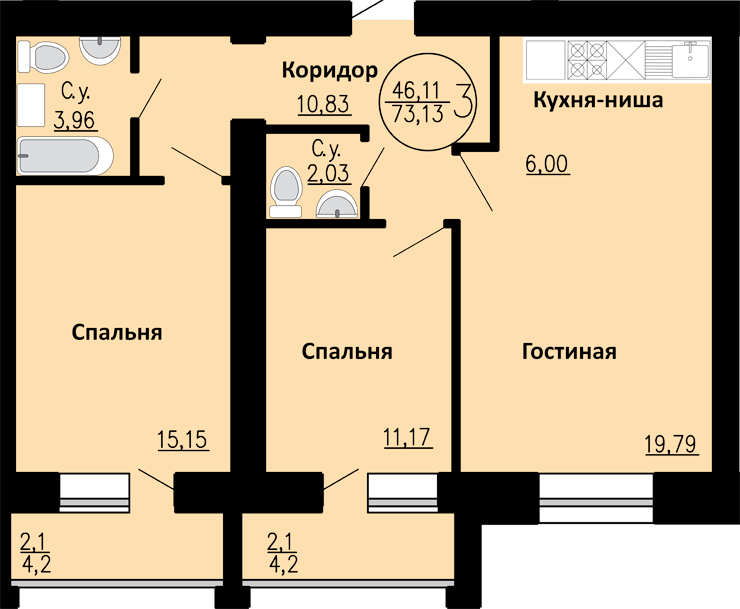 С.у.
3,96
Коридор
10,83
46,11
73,13
3
С.у.
2,03
Кухня-ниша
6,00
Спальня
15,15
Спальня
11,17
Гостиная
19,79
2,1
4,2
2,1
4,2